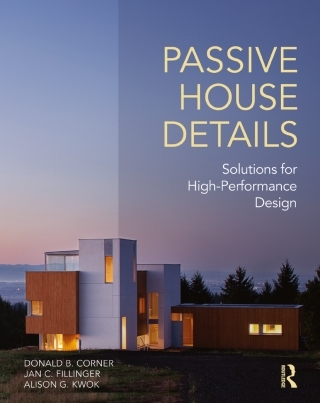 PASSIVE
HOUSE
DETAILS
Solutions for
High-Performance
Design
DONALD B. CORNER
JAN C. FILLINGER
ALISON G. KWOK
ROUTLEDGE